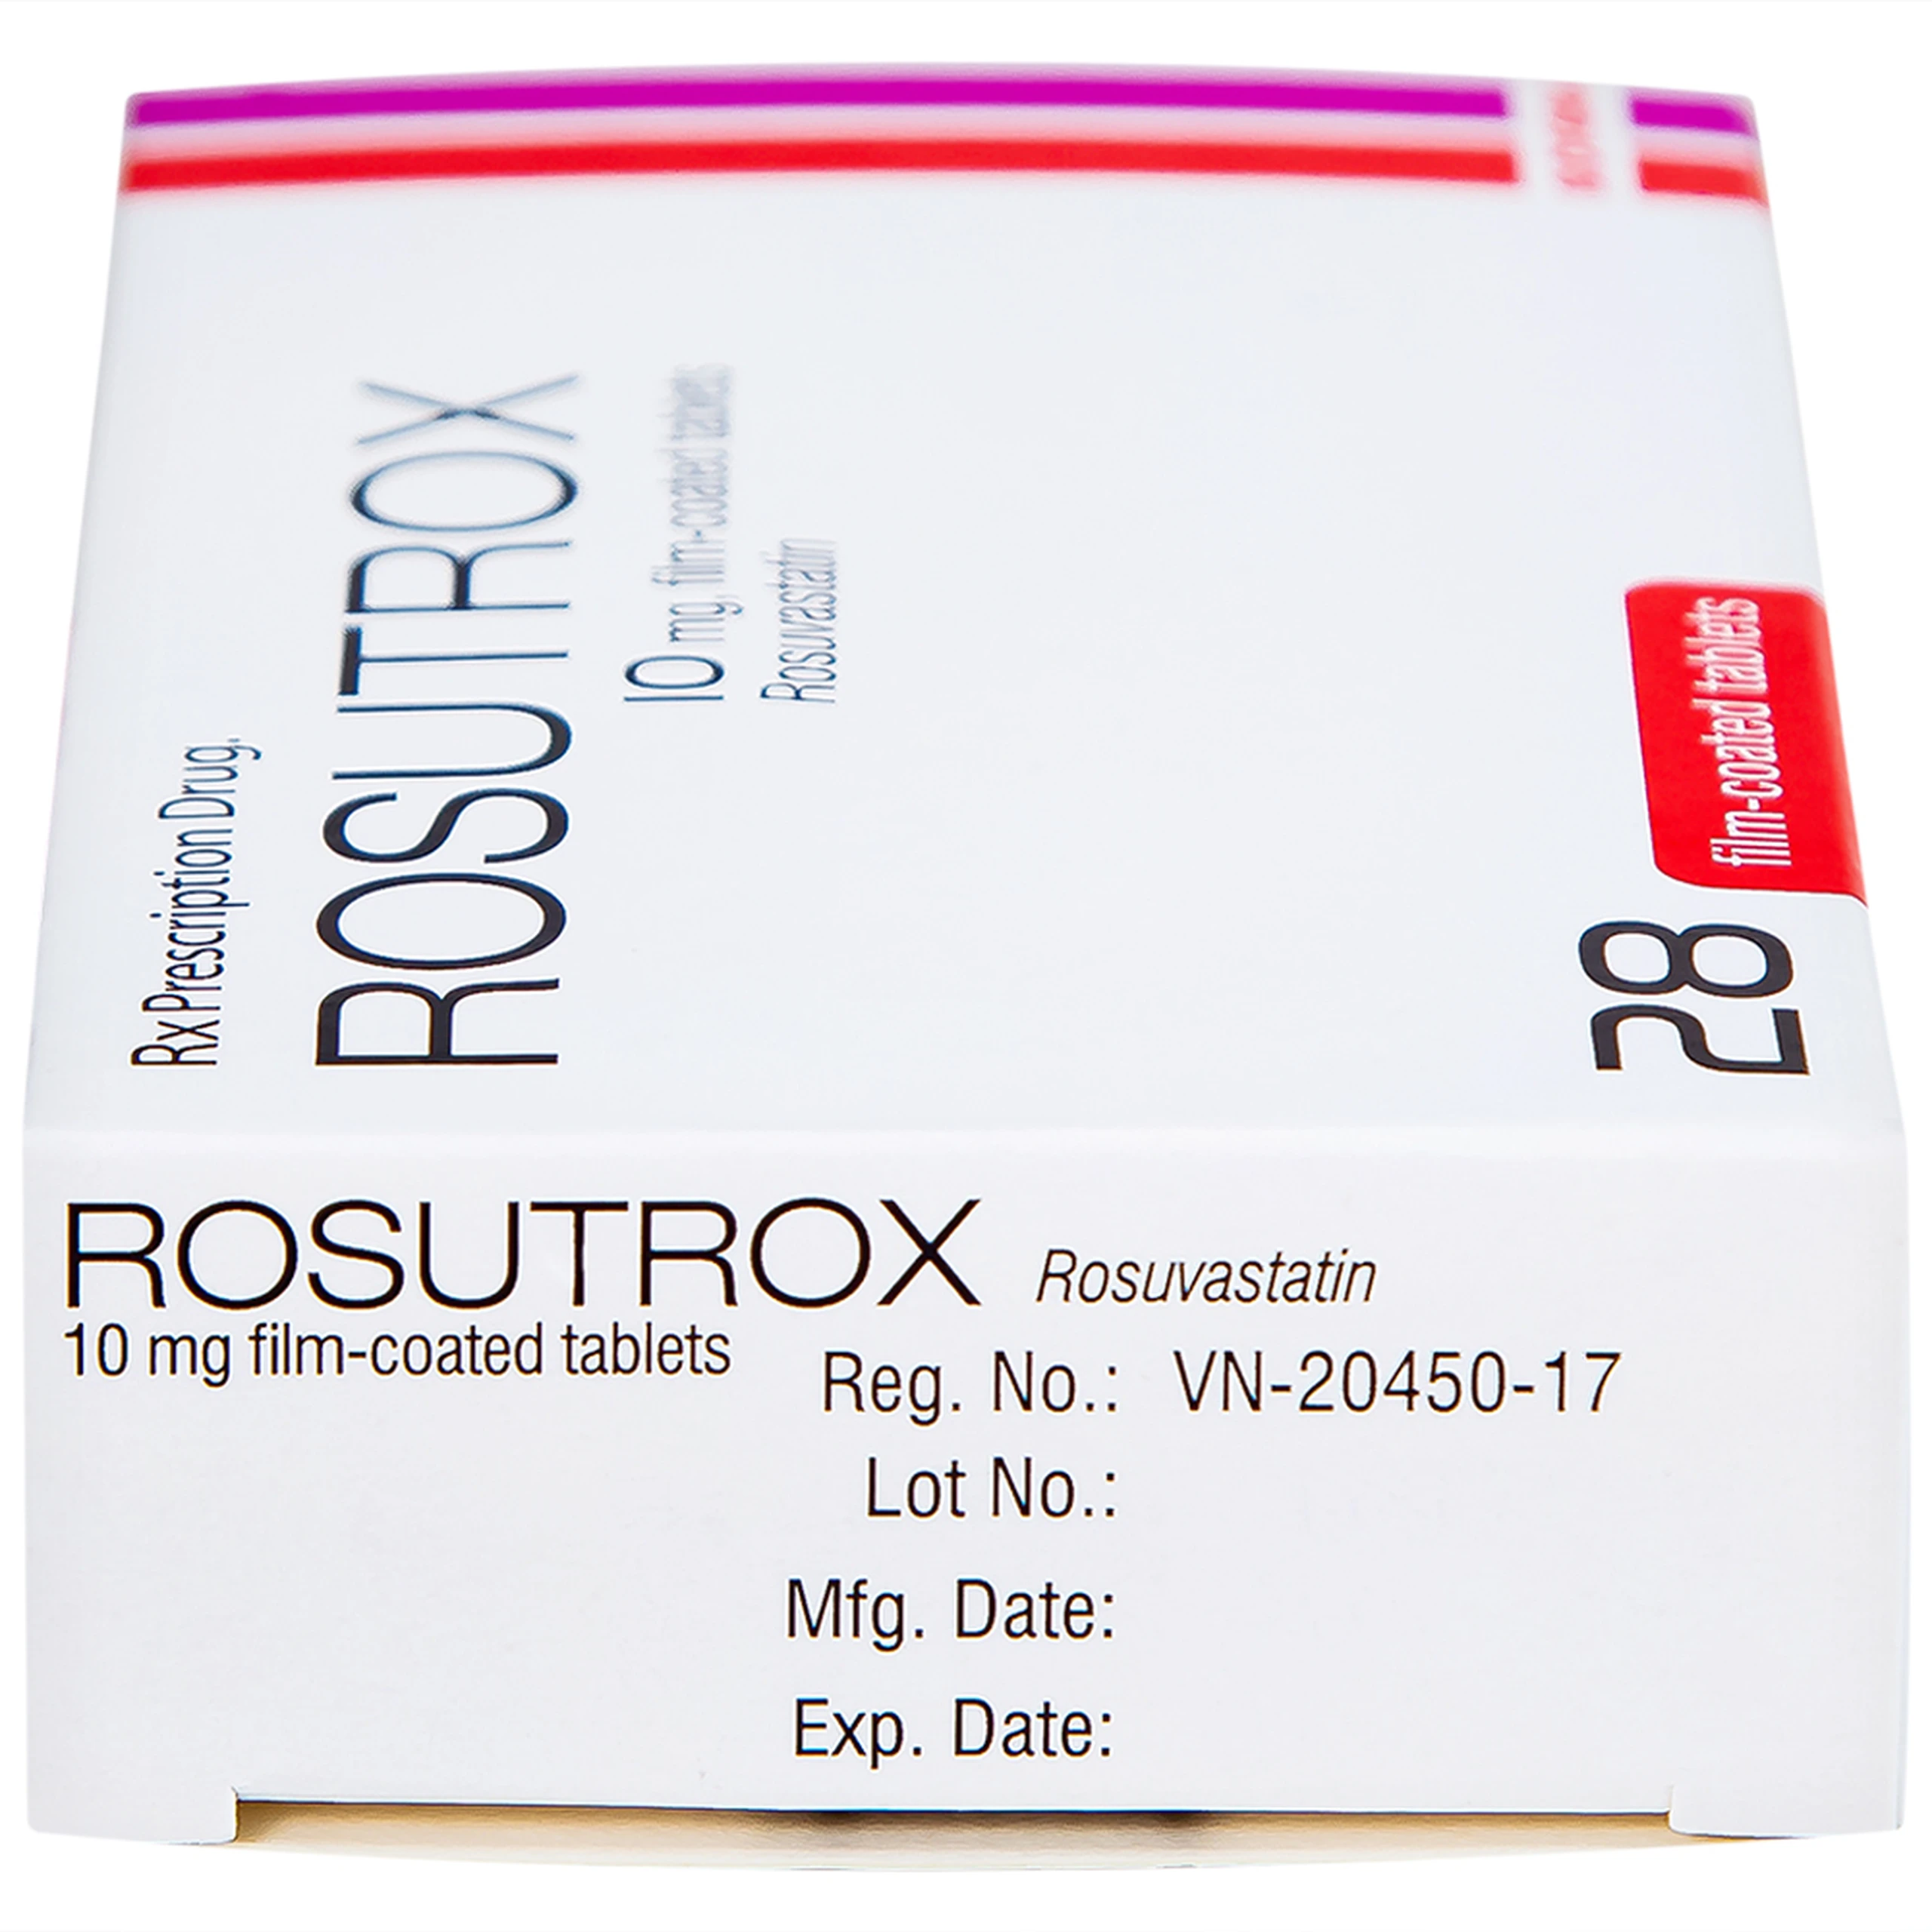 Rx Prescription Drug.
ROSUTROX
10 mg, film-coated tablets
Rosuvastatin
28 film-coated tablets
ROSUTROX Rosuvastatin
10 mg film-coated tablets
Reg. No.: VN-20450-17
Lot No.:
Mfg. Date:
Exp. Date: